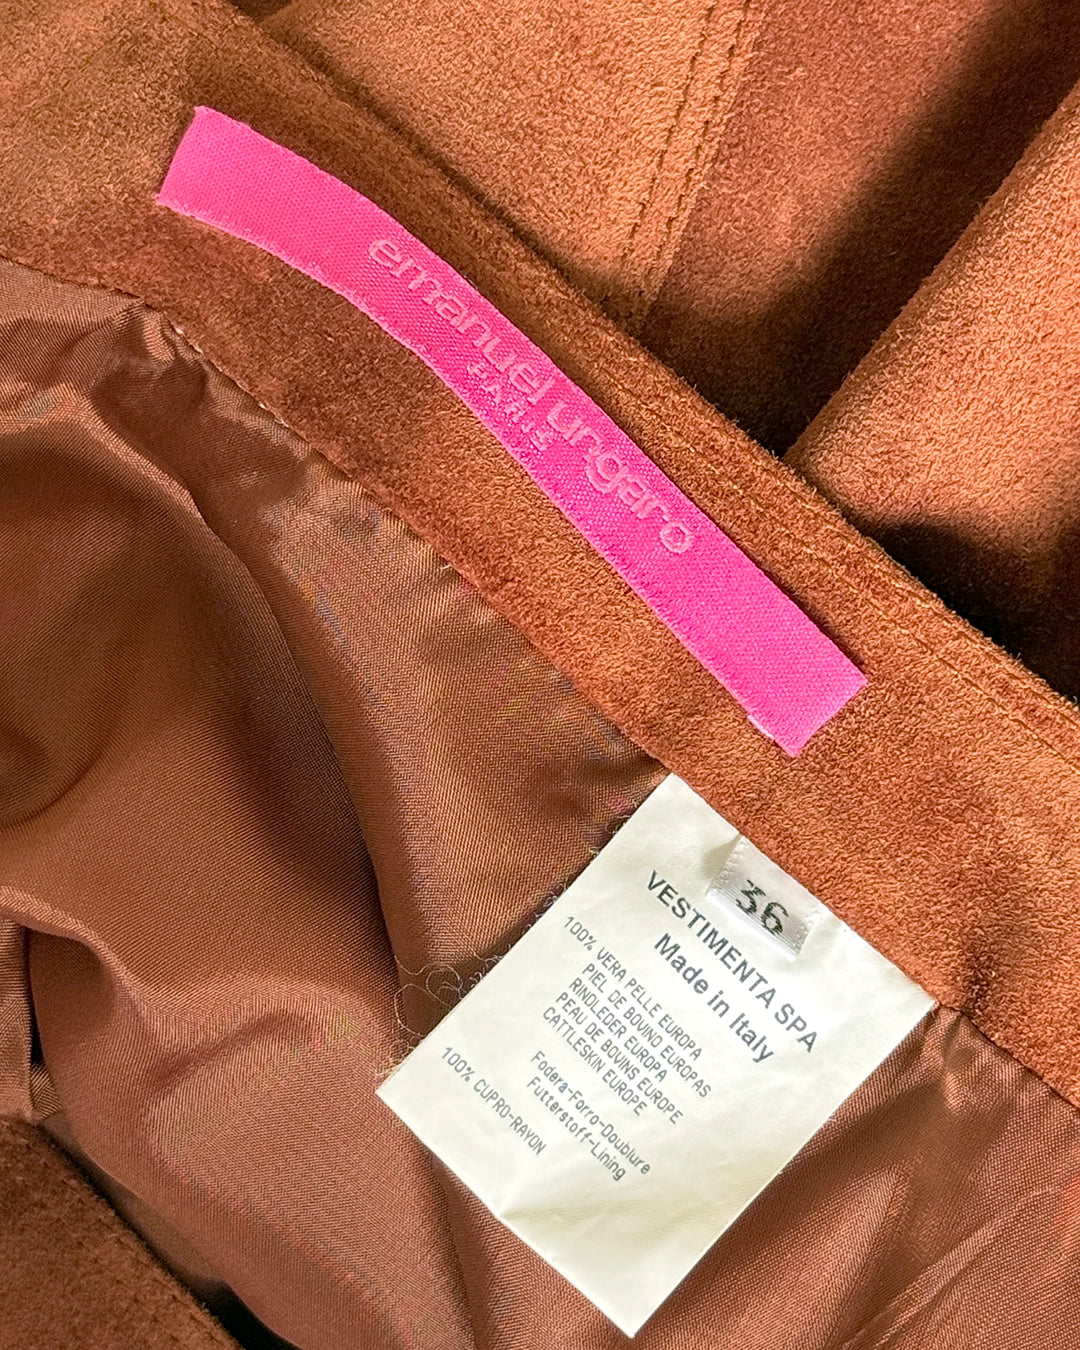 emanuel ungaro
PARIS
36
VESTIMENTA SPA
Made in Italy
100% VERA PELLE EUROPA
PIEL DE BOVINO EUROPAS
RINDLEDER EUROPA
PEAU DE BOVINS EUROPE
CATTLESKIN EUROPE
Fodera-Forro-Doublure
Futterstoff-Lining
100% CUPRO-RAYON